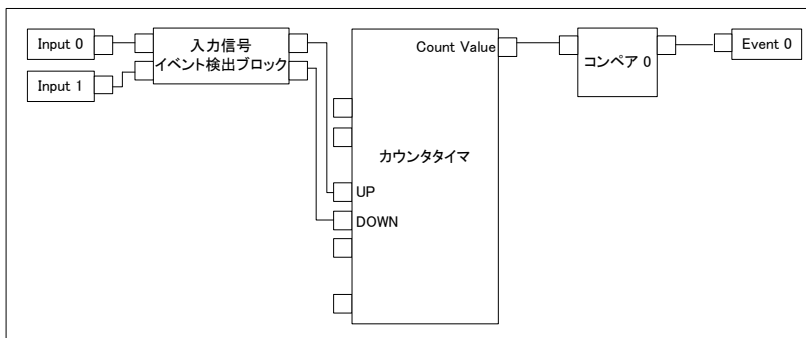 Input 0
Input 1
入力信号
イベント検出ブロック
Count Value
カウンタタイマ
UP
DOWN
コンペア 0
Event 0